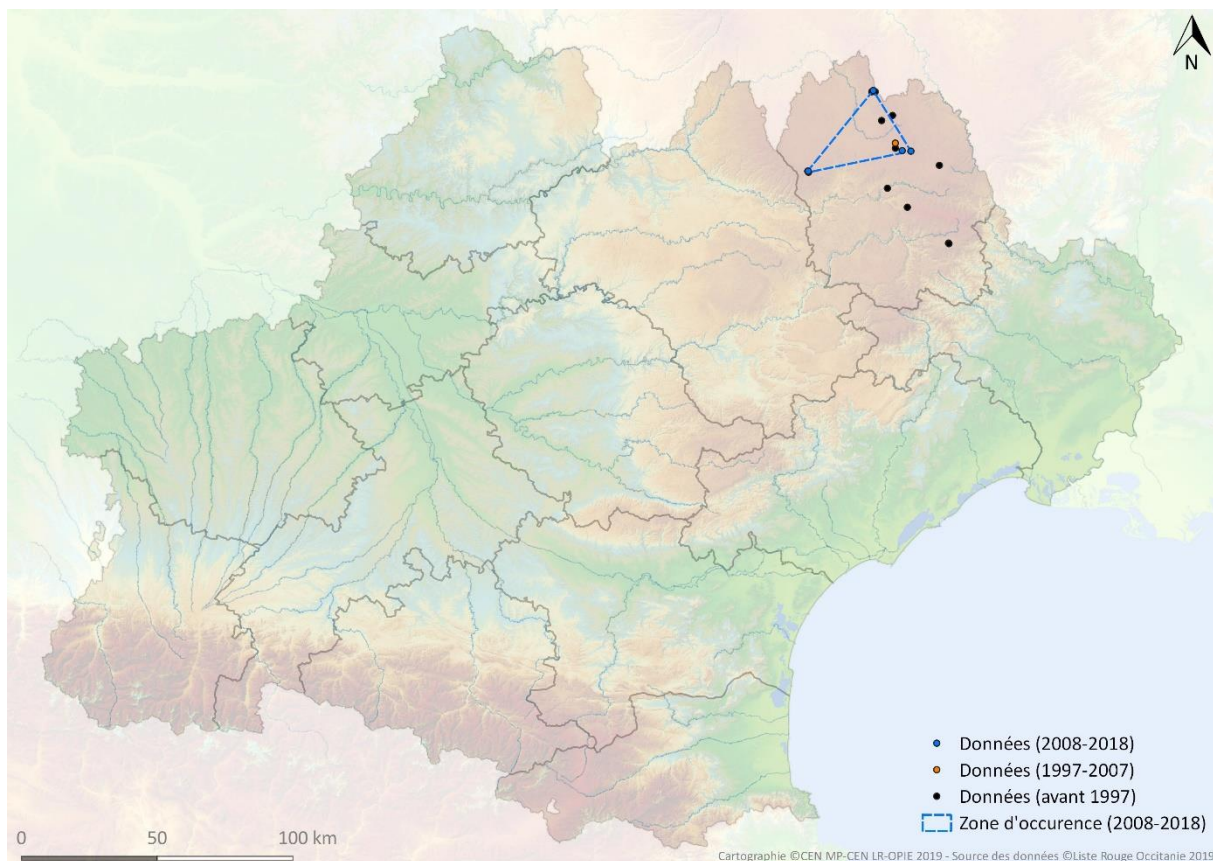 N
Données (2008-2018)
Données (1997-2007)
Données (avant 1997)
Zone d'occurence (2008-2018)
0 50 100 km
Cartographie ©CEN MP-CEN LR-OPIE 2019 - Source des données ©Liste Rouge Occitanie 2019